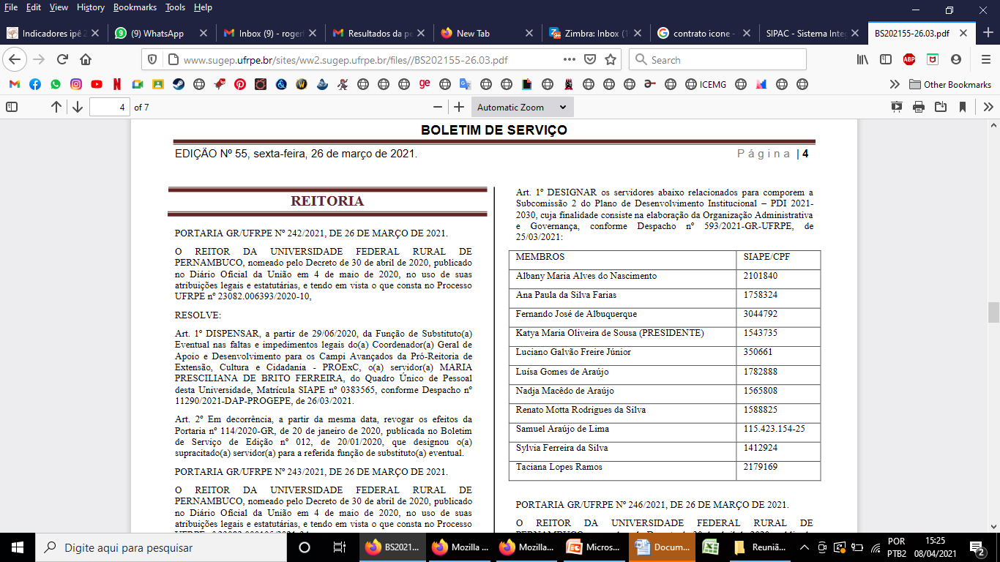 File Edit View History Bookmarks Tools Help
Indicadores ipê 2
(9) WhatsApp
Inbox (9) - roger
Resultados da pe
New Tab
Zimbra: Inbox (1
contrato icone -
SIPAC - Sistema Inte
BS202155-26.03.pdf
www.sugep.ufrpe.br/sites/ww2.sugep.ufrpe.br/files//BS202155-26.03.pdf
Search
ICEMG
Other Bookmarks
4 of 7
Automatic Zoom
BOLETIM DE SERVIÇO
EDIÇÃO Nº 55, sexta-feira, 26 de março de 2021.
Página | 4
REITORIA
PORTARIA GR/UFRPE Nº 242/2021, DE 26 DE MARÇO DE 2021.
O REITOR DA UNIVERSIDADE FEDERAL RURAL DE
PERNAMBUCO, nomeado pelo Decreto de 30 de abril de 2020, publicado
no Diário Oficial da União em 4 de maio de 2020, no uso de suas
atribuições legais e estatutárias, e tendo em vista o que consta no Processo
UFRPE nº 23082.006393/2020-10,
RESOLVE:
Art. 1º DISPENSAR, a partir de 29/06/2020, da Função de Substituto(a)
Eventual nas faltas e impedimentos legais do(a) Coordenador(a) Geral de
Apoio e Desenvolvimento para os Campi Avançados da Pró-Reitoria de
Extensão, Cultura e Cidadania - PROExC, o(a) servidor(a) MARIA
PRESCILIANA DE BRITO FERREIRA, do Quadro Único de Pessoal
desta Universidade, Matrícula SIAPE nº 0383565, conforme Despacho nº
11290/2021-DAP-PROGEPE, de 26/03/2021.
Art. 2º Em decorrência, a partir da mesma data, revogar os efeitos da
Portaria nº 114/2020-GR, de 20 de janeiro de 2020, publicada no Boletim
de Serviço de Edição nº 012, de 20/01/2020, que designou o(a)
supracitado(a) servidor(a) para a referida função de substituto(a) eventual.
PORTARIA GR/UFRPE Nº 243/2021, DE 26 DE MARÇO DE 2021.
O REITOR DA UNIVERSIDADE FEDERAL RURAL DE
PERNAMBUCO, nomeado pelo Decreto de 30 de abril de 2020, publicado
no Diário Oficial da União em 4 de maio de 2020, no uso de suas
atribuições legais e estatutárias, e tendo em vista o que consta no Processo
Art. 1º DESIGNAR os servidores abaixo relacionados para comporem a
Subcomissão 2 do Plano de Desenvolvimento Institucional – PDI 2021-
2030, cuja finalidade consiste na elaboração da Organização Administrativa
e Governança, conforme Despacho nº 593/2021-GR-UFRPE, de
25/03/2021:
MEMBROS SIAPE/CPF
Albany Maria Alves do Nascimento 2101840
Ana Paula da Silva Farias 1758324
Fernando José de Albuquerque 3044792
Katya Maria Oliveira de Sousa (PRESIDENTE) 1543735
Luciano Galvão Freire Júnior 350661
Luísa Gomes de Araújo 1782888
Nadja Macêdo de Araújo 1565808
Renato Motta Rodrigues da Silva 1588825
Samuel Araújo de Lima 115.423.154-25
Sylvia Ferreira da Silva 1412924
Taciana Lopes Ramos 2179169
PORTARIA GR/UFRPE Nº 246/2021, DE 26 DE MARÇO DE 2021.
O REITOR DA UNIVERSIDADE FEDERAL RURAL DE
Digite aqui para pesquisar
BS2021...
Mozilla ...
Mozilla...
Micros...
Docum...
Reuniã...
POR
PTB2
15:25
08/04/2021
2